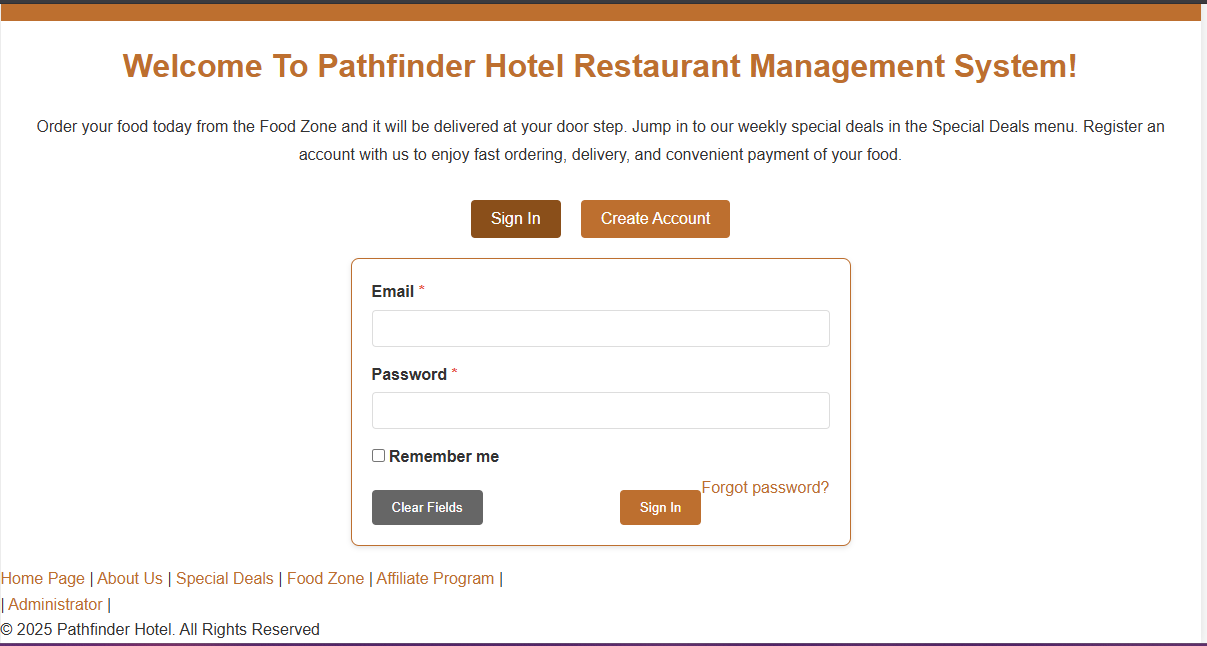 Welcome To Pathfinder Hotel Restaurant Management System!
Order your food today from the Food Zone and it will be delivered at your door step. Jump in to our weekly special deals in the Special Deals menu. Register an
account with us to enjoy fast ordering, delivery, and convenient payment of your food.
Sign In Create Account
Email *
Password *
Remember me
Forgot password?
Clear Fields Sign In
Home Page | About Us | Special Deals | Food Zone | Affiliate Program |
| Administrator |
© 2025 Pathfinder Hotel. All Rights Reserved